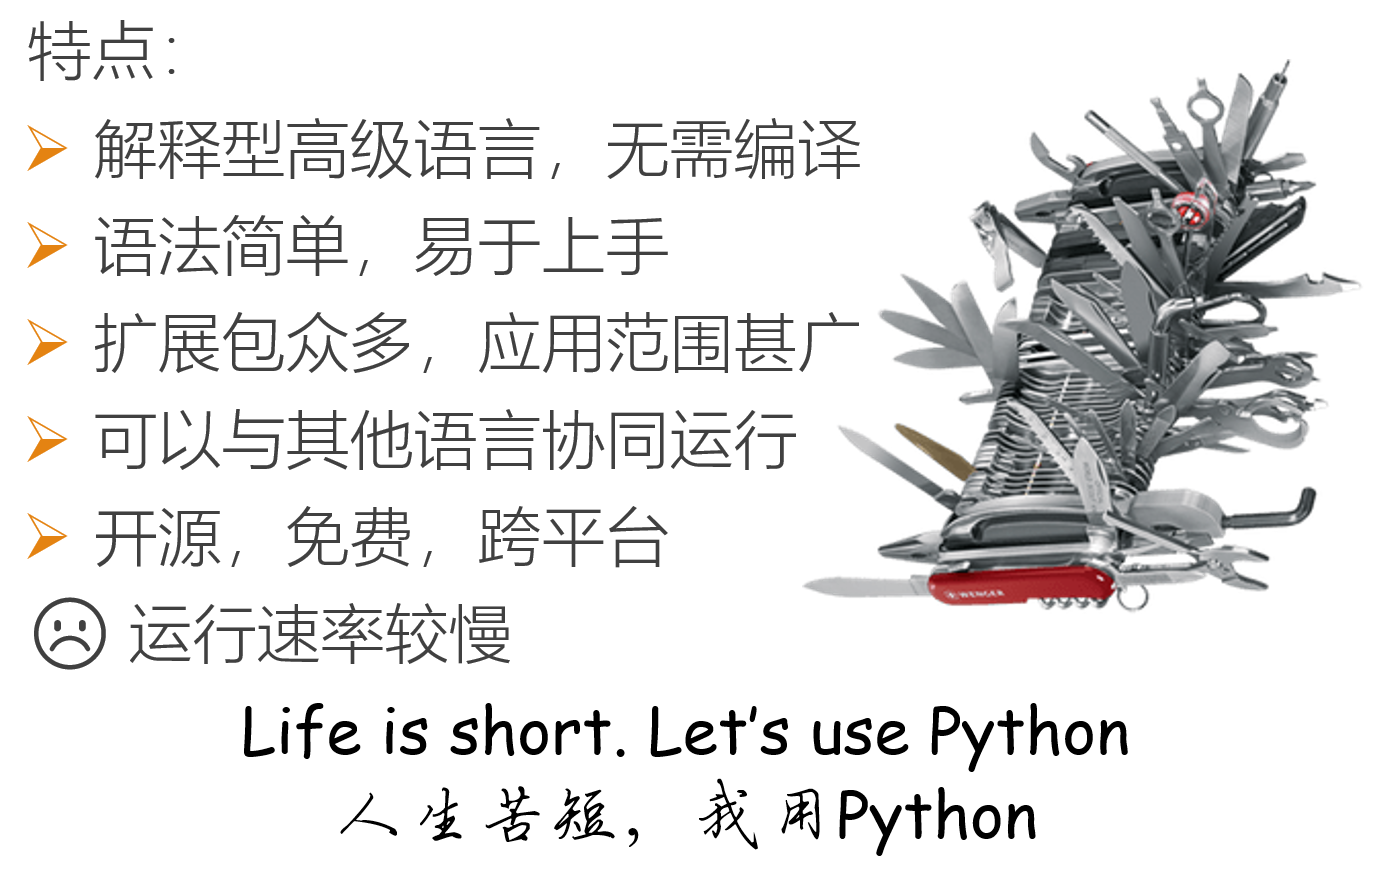 特点：
解释型高级语言，无需编译
语法简单，易于上手
扩展包众多，应用范围甚广
可以与其他语言协同运行
开源，免费，跨平台
WENGER
运行速率较慢
Life is short. Let's use Python
人生苦短，我用Python